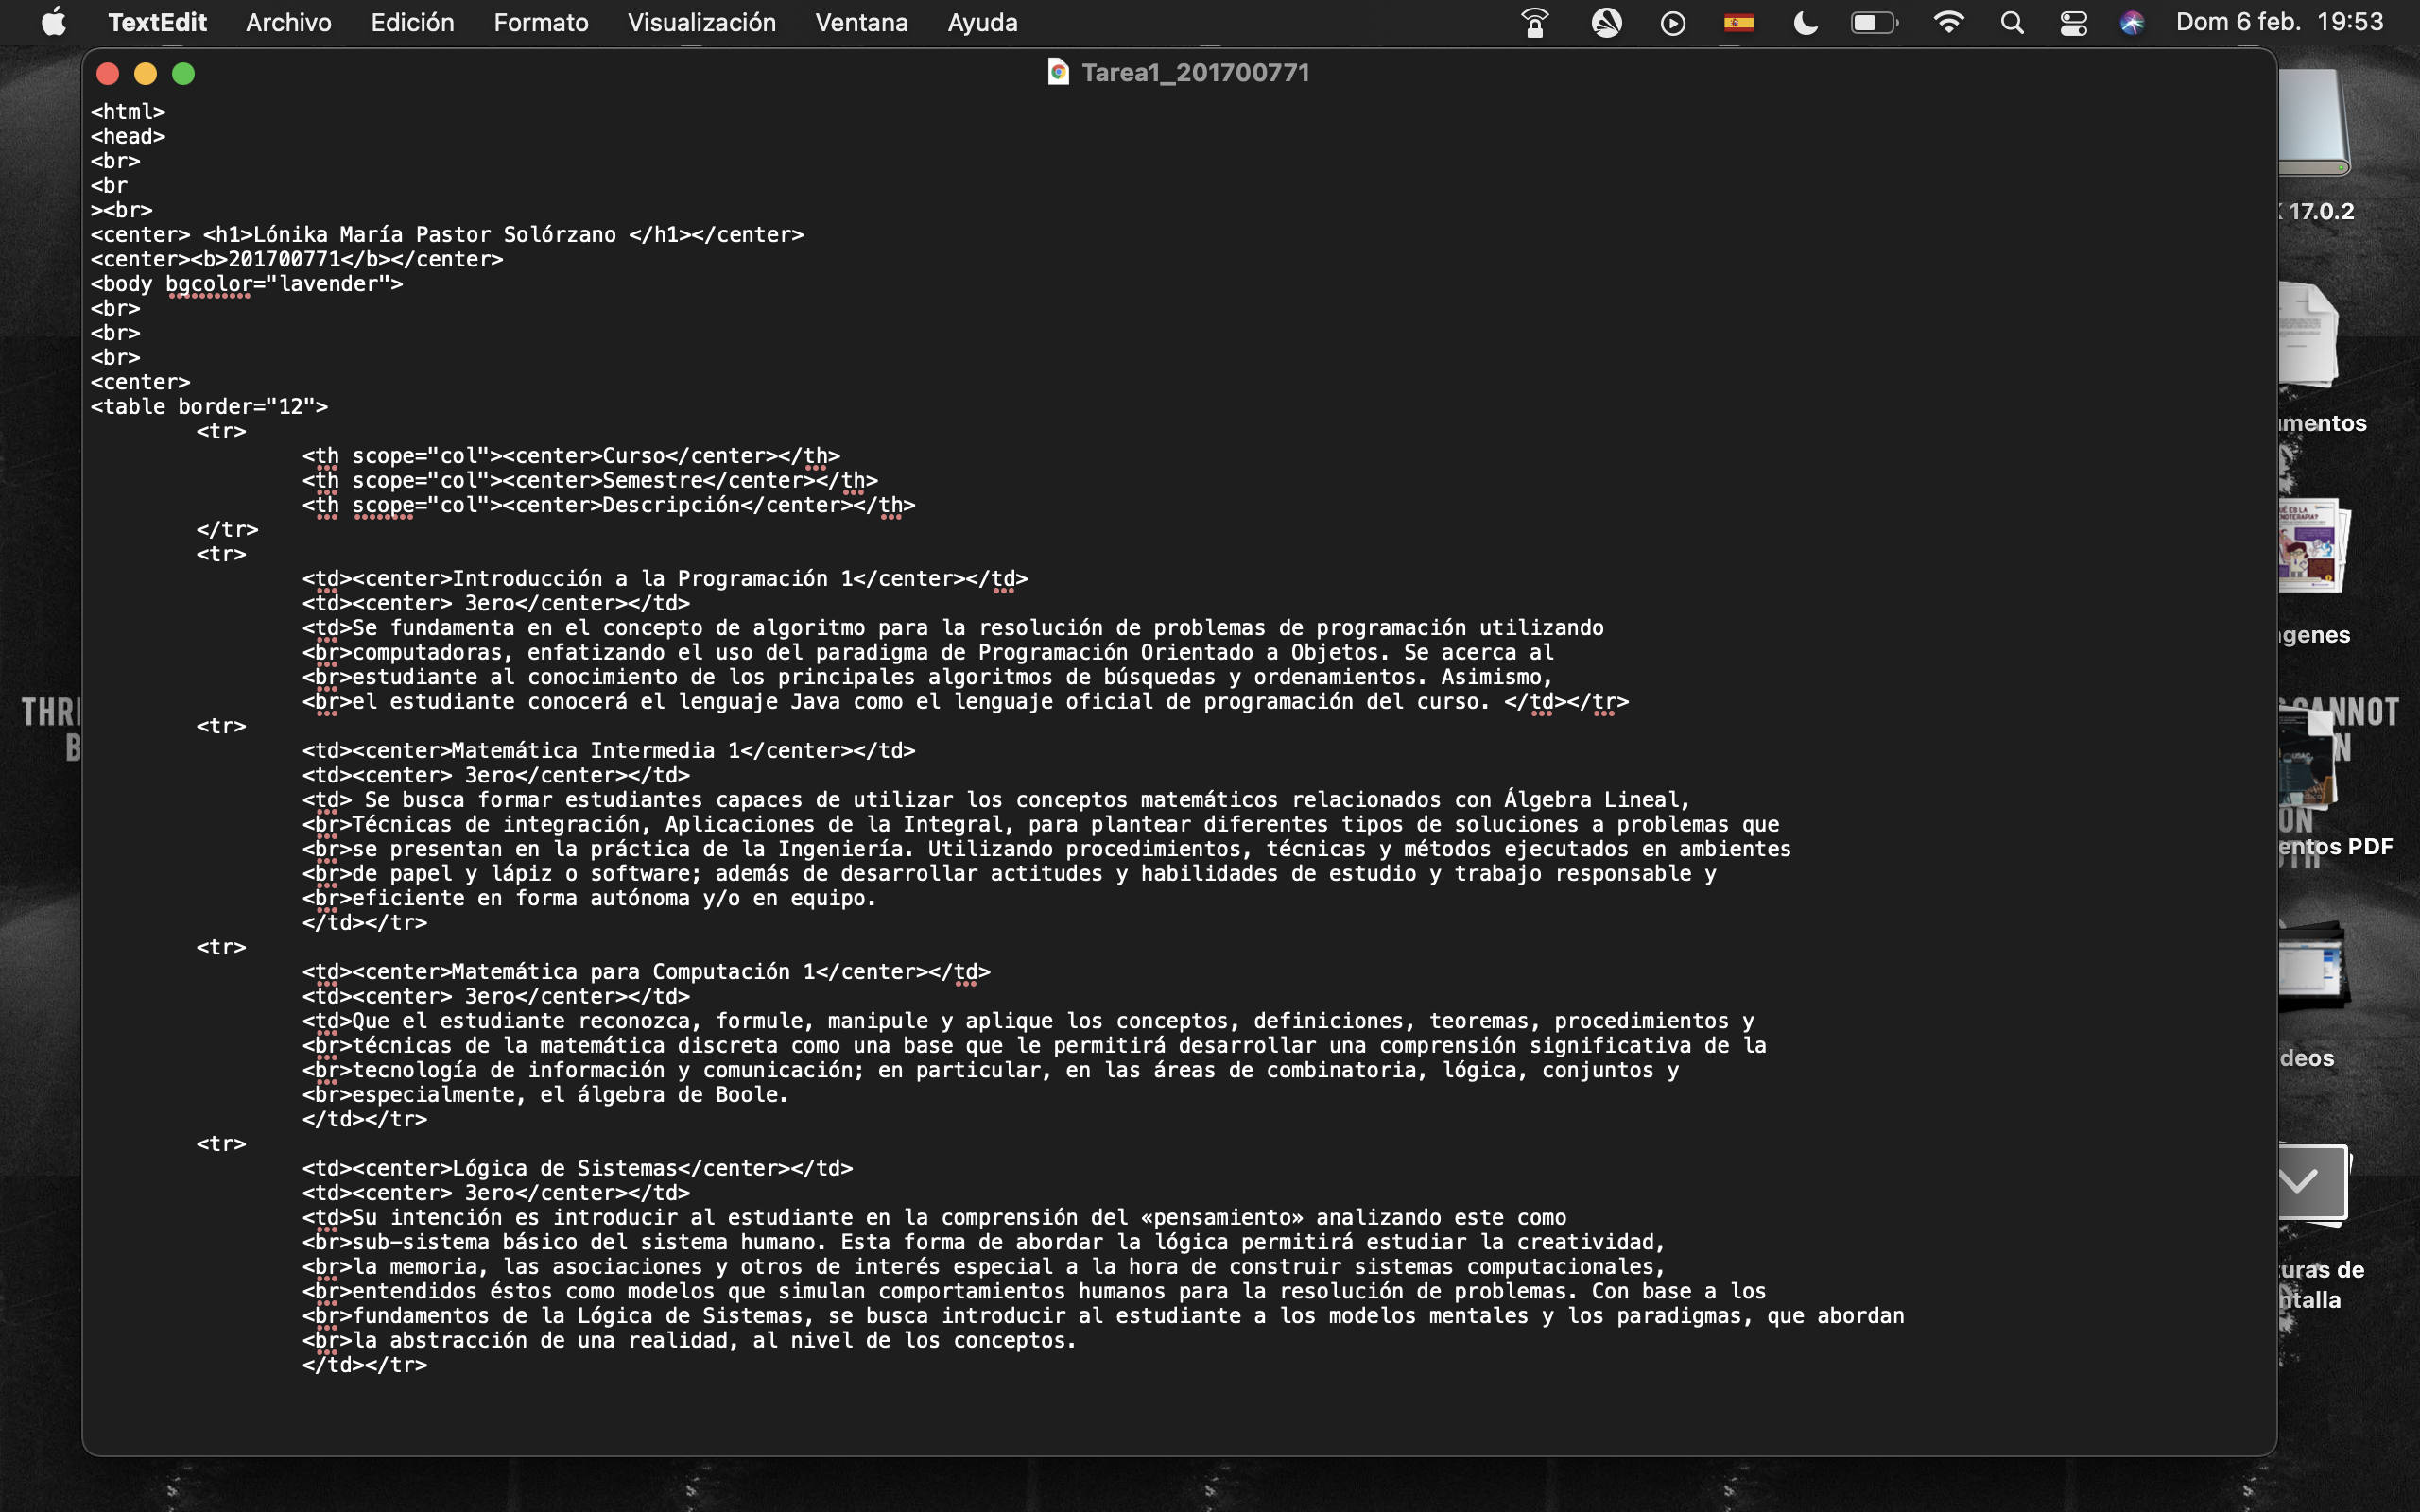 TextEdit Archivo Edición Formato Visualización Ventana Ayuda Dom 6 feb. 19:53
Tarea1_201700771
<html>
<head>
<br>
<br
><br>
<center> <h1>Lónika María Pastor Solórzano </h1></center>
<center><b>201700771</b></center>
<body bgcolor="lavender">
<br>
<br>
<br>
<center>
<table border="12">
<tr>
<th scope="col"><center>Curso</center></th>
<th scope="col"><center>Semestre</center></th>
<th scope="col"><center>Descripción</center></th>
</tr>
<tr>
<td><center>Introducción a la Programación 1</center></td>
<td><center> 3ero</center></td>
<td>Se fundamenta en el concepto de algoritmo para la resolución de problemas de programación utilizando
<br>computadoras, enfatizando el uso del paradigma de Programación Orientado a Objetos. Se acerca al
<br>estudiante al conocimiento de los principales algoritmos de búsquedas y ordenamientos. Asimismo,
<br>el estudiante conocerá el lenguaje Java como el lenguaje oficial de programación del curso. </td></tr>
<tr>
<td><center>Matemática Intermedia 1</center></td>
<td><center> 3ero</center></td>
<td> Se busca formar estudiantes capaces de utilizar los conceptos matemáticos relacionados con Álgebra Lineal,
<br>Técnicas de integración, Aplicaciones de la Integral, para plantear diferentes tipos de soluciones a problemas que
<br>se presentan en la práctica de la Ingeniería. Utilizando procedimientos, técnicas y métodos ejecutados en ambientes
<br>de papel y lápiz o software; además de desarrollar actitudes y habilidades de estudio y trabajo responsable y
<br>eficiente en forma autónoma y/o en equipo.
</td></tr>
<tr>
<td><center>Matemática para Computación 1</center></td>
<td><center> 3ero</center></td>
<td>Que el estudiante reconozca, formule, manipule y aplique los conceptos, definiciones, teoremas, procedimientos y
<br>técnicas de la matemática discreta como una base que le permitirá desarrollar una comprensión significativa de la
<br>tecnología de información y comunicación; en particular, en las áreas de combinatoria, lógica, conjuntos y
<br>especialmente, el álgebra de Boole.
</td></tr>
<tr>
<td><center>Lógica de Sistemas</center></td>
<td><center> 3ero</center></td>
<td>Su intención es introducir al estudiante en la comprensión del «pensamiento» analizando este como
<br>sub-sistema básico del sistema humano. Esta forma de abordar la lógica permitirá estudiar la creatividad,
<br>la memoria, las asociaciones y otros de interés especial a la hora de construir sistemas computacionales,
<br>entendidos éstos como modelos que simulan comportamientos humanos para la resolución de problemas. Con base a los
<br>fundamentos de la Lógica de Sistemas, se busca introducir al estudiante a los modelos mentales y los paradigmas, que abordan
<br>la abstracción de una realidad, al nivel de los conceptos.
</td></tr>
17.0.2
PDF
de